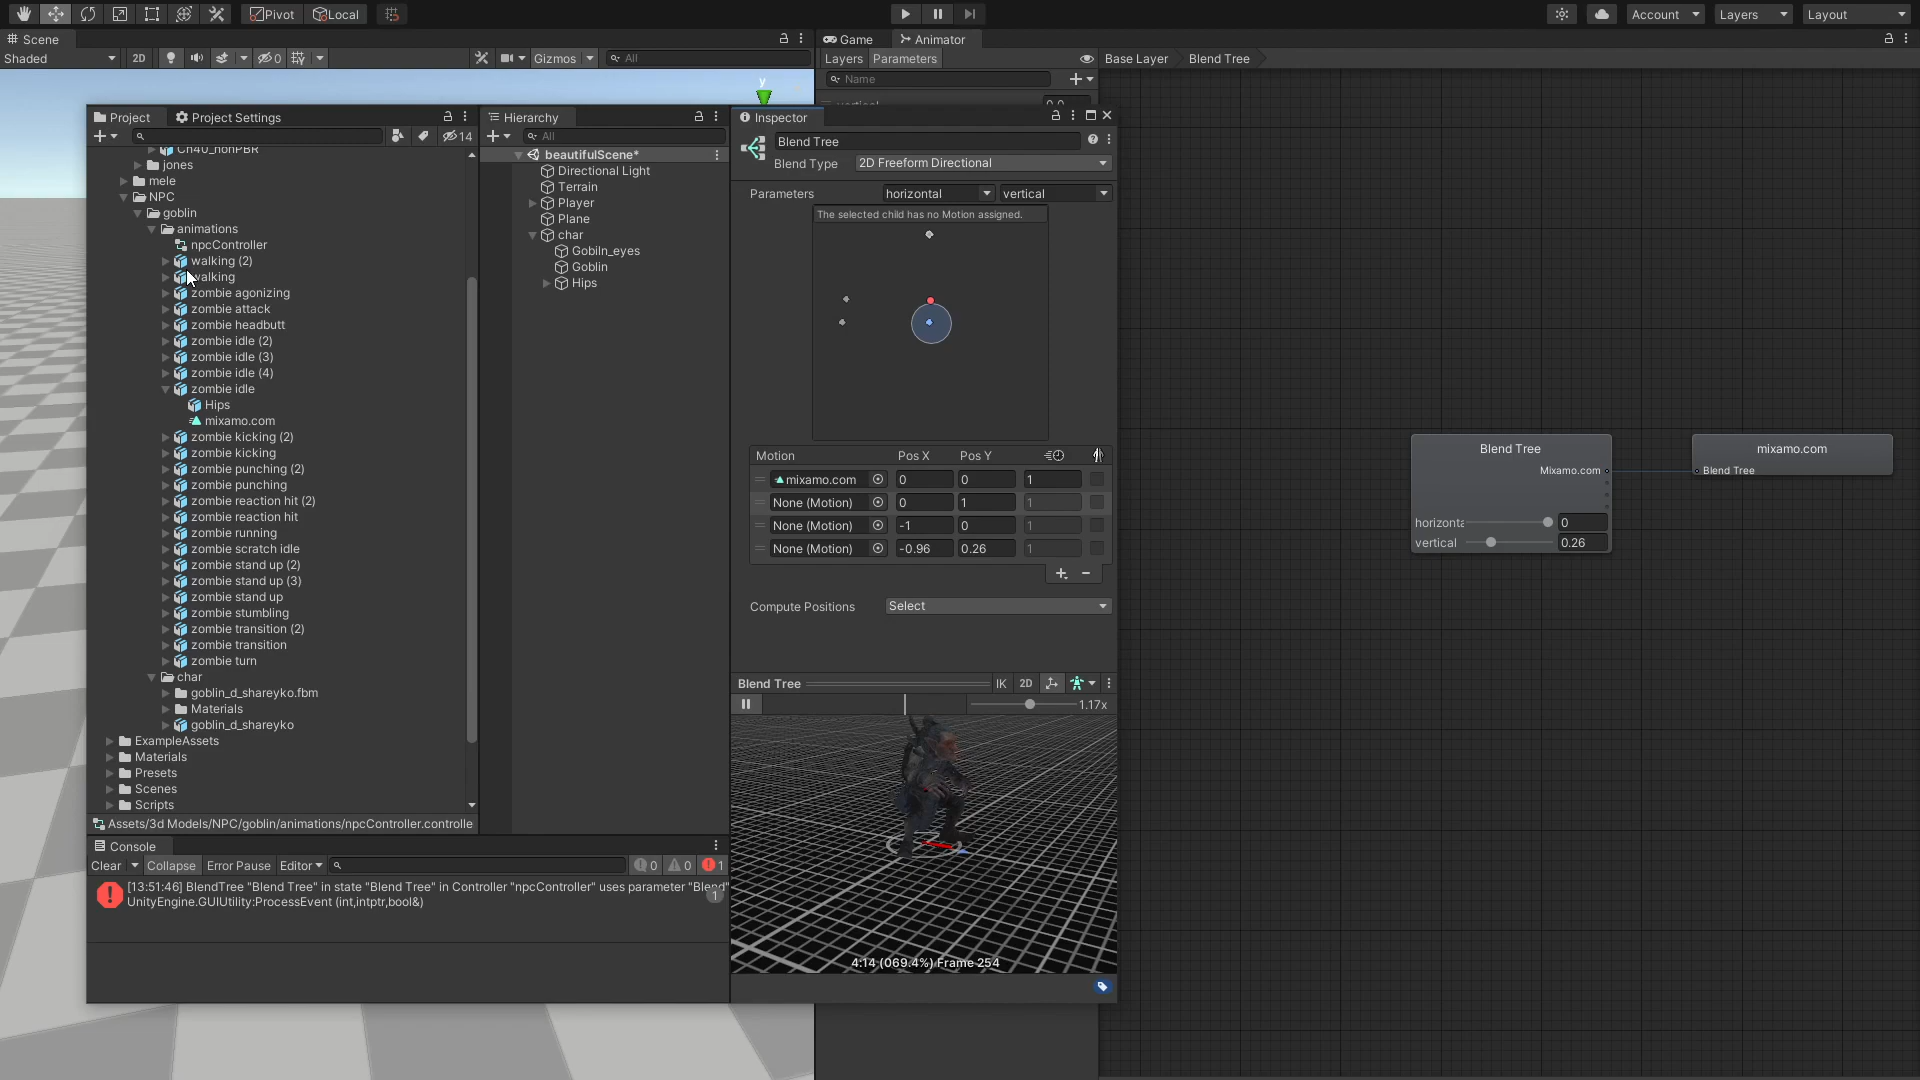 Pivot
Local
Account
Layers
Layout
Scene
Game
Animator
Shaded
2D
0
Gizmos
All
Layers
Parameters
Base Layer
Blend Tree
Name
y
Project
Project Settings
Hierarchy
Inspector
14
All
Blend Tree
Blend Type
2D Freeform Directional
Parameters
horizontal
vertical
The selected child has no Motion assigned.
Ch40_nonPBR
jones
mele
NPC
goblin
animations
npcController
walking (2)
walking
zombie agonizing
zombie attack
zombie headbutt
zombie idle (2)
zombie idle (3)
zombie idle (4)
zombie idle
Hips
mixamo.com
zombie kicking (2)
zombie kicking
zombie punching (2)
zombie punching
zombie reaction hit (2)
zombie reaction hit
zombie running
zombie scratch idle
zombie stand up (2)
zombie stand up (3)
zombie stand up
zombie stumbling
zombie transition (2)
zombie transition
zombie turn
char
goblin_d_shareyko.fbm
Materials
goblin_d_shareyko
ExampleAssets
Materials
Presets
Scenes
Scripts
Assets/3d Models/NPC/goblin/animations/npcController.controlle
beautifulScene*
Directional Light
Terrain
Player
Plane
char
Gobiln_eyes
Goblin
Hips
Motion Pos X Pos Y
mixamo.com 0 0 1
None (Motion) 0 1 1
None (Motion) -1 0 1
None (Motion) -0.96 0.26 1
Compute Positions
Select
Blend Tree
IK
2D
1.17x
4:14 (069.4%) Frame 254
Console
Clear
Collapse
Error Pause
Editor
0
0
1
[13:51:46] BlendTree "Blend Tree" in state "Blend Tree" in Controller "npcController" uses parameter "Blend"
UnityEngine.GUIUtility:ProcessEvent (int,intptr,bool&)
1
Blend Tree
Mixamo.com
horizonta
0
vertical
0.26
mixamo.com
Blend Tree